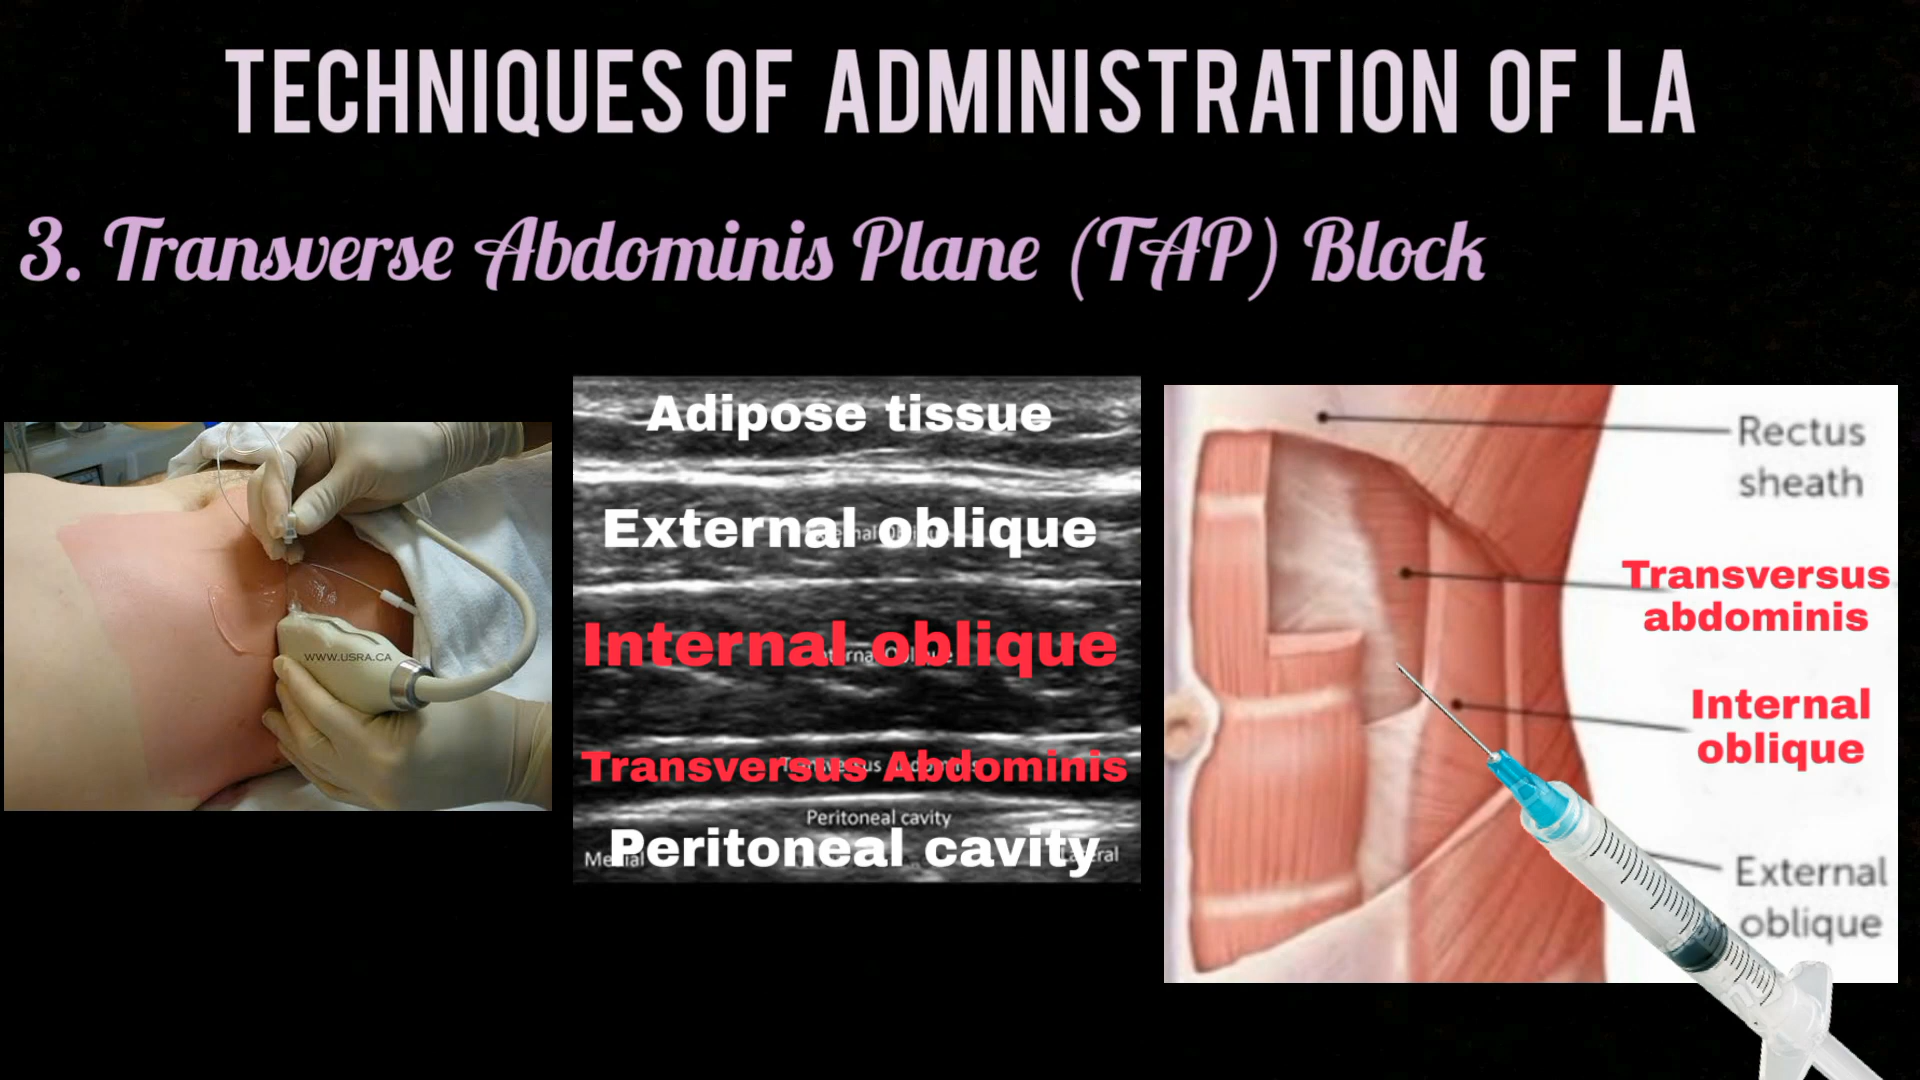 TECHNIQUES OF ADMINISTRATION OF LA
3. Transverse Abdominis Plane (TAP) Block
WWW.USRA.CA
Adipose tissue
External oblique
Internal oblique
Transversus Abdominis
Peritoneal cavity
Peritoneal cavity
Rectus
sheath
Transversus
abdominis
Internal
oblique
External
oblique